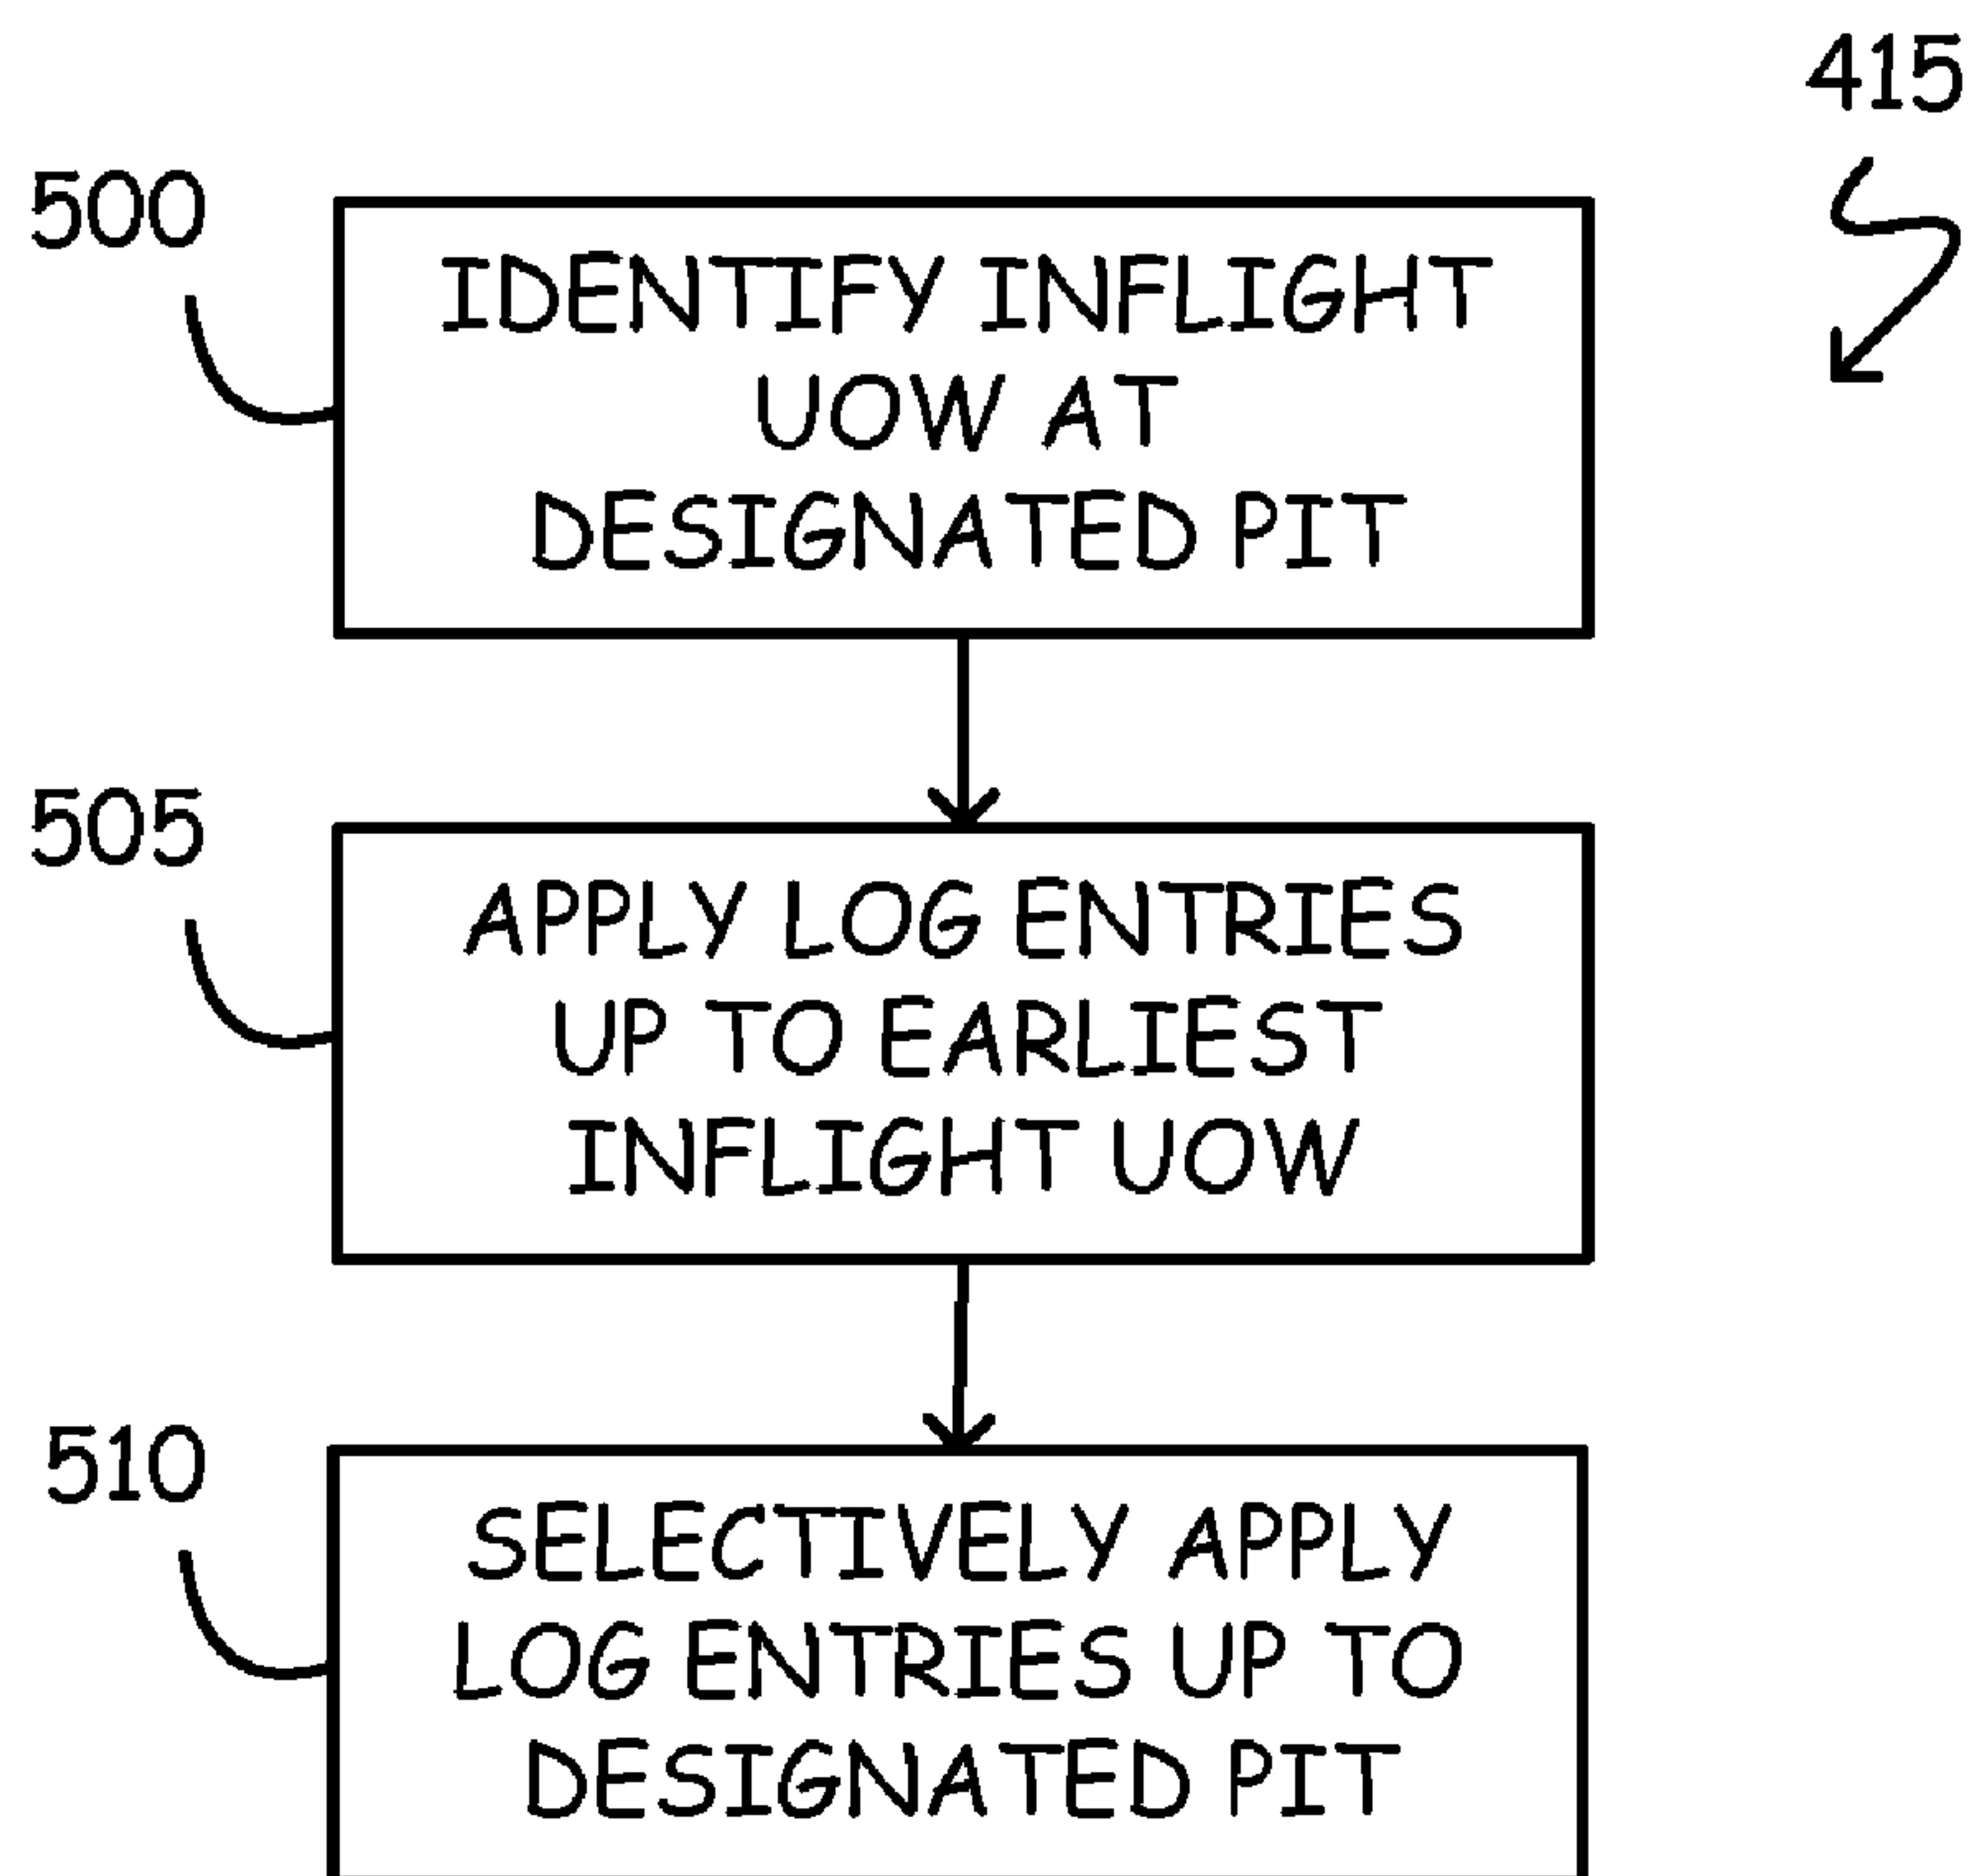 415
500
IDENTIFY INFLIGHT
UOW AT
DESIGNATED PIT
505
APPLY LOG ENTRIES
UP TO EARLIEST
INFLIGHT UOW
510
SELECTIVELY APPLY
LOG ENTRIES UP TO
DESIGNATED PIT